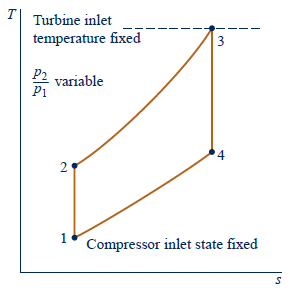 T
Turbine inlet
temperature fixed
3
p2
p1
variable
2
4
1
Compressor inlet state fixed
s